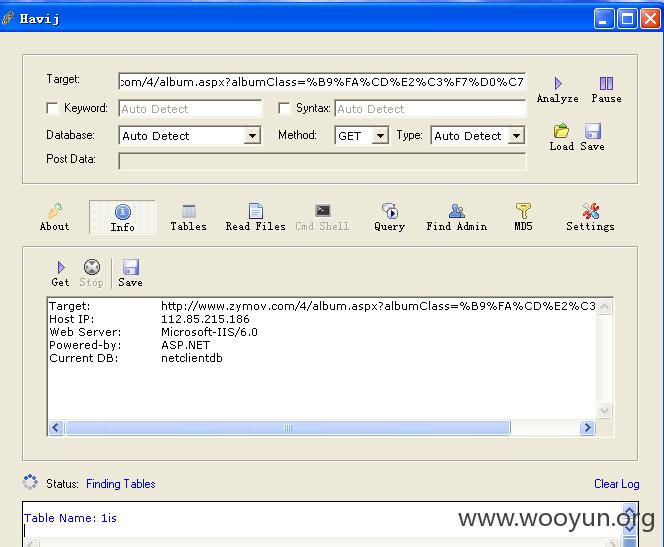 Havij
Target: :om/4/album.aspx?albumClass=%B9%FA%CD%E2%C3%F7%D0%C7
Analyze Pause
Keyword: Auto Detect Syntax: Auto Detect
Database: Auto Detect Method: GET Type: Auto Detect
Load Save
Post Data:
About Info Tables Read Files Cmd Shell Query Find Admin MD5 Settings
Get Stop Save
Target: http://www.zymov.com/4/album.aspx?albumClass=%B9%FA%CD%E2%C3
Host IP: 112.85.215.186
Web Server: Microsoft-IIS/6.0
Powered-by: ASP.NET
Current DB: netclientdb
Status: Finding Tables Clear Log
Table Name: 1is
www.wooyun.org